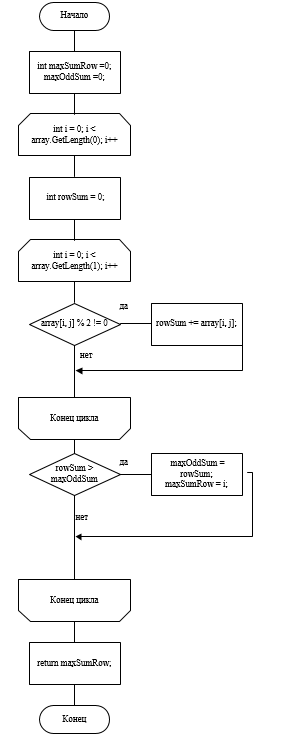 Начало
int maxSumRow =0;
maxOddSum =0;
int i = 0; i <
array.GetLength(0); i++
int rowSum = 0;
int i = 0; i <
array.GetLength(1); i++
да
array[i, j] % 2 != 0
rowSum += array[i, j];
нет
Конец цикла
да
rowSum >
maxOddSum
maxOddSum =
rowSum;
maxSumRow = i;
нет
Конец цикла
return maxSumRow;
Конец